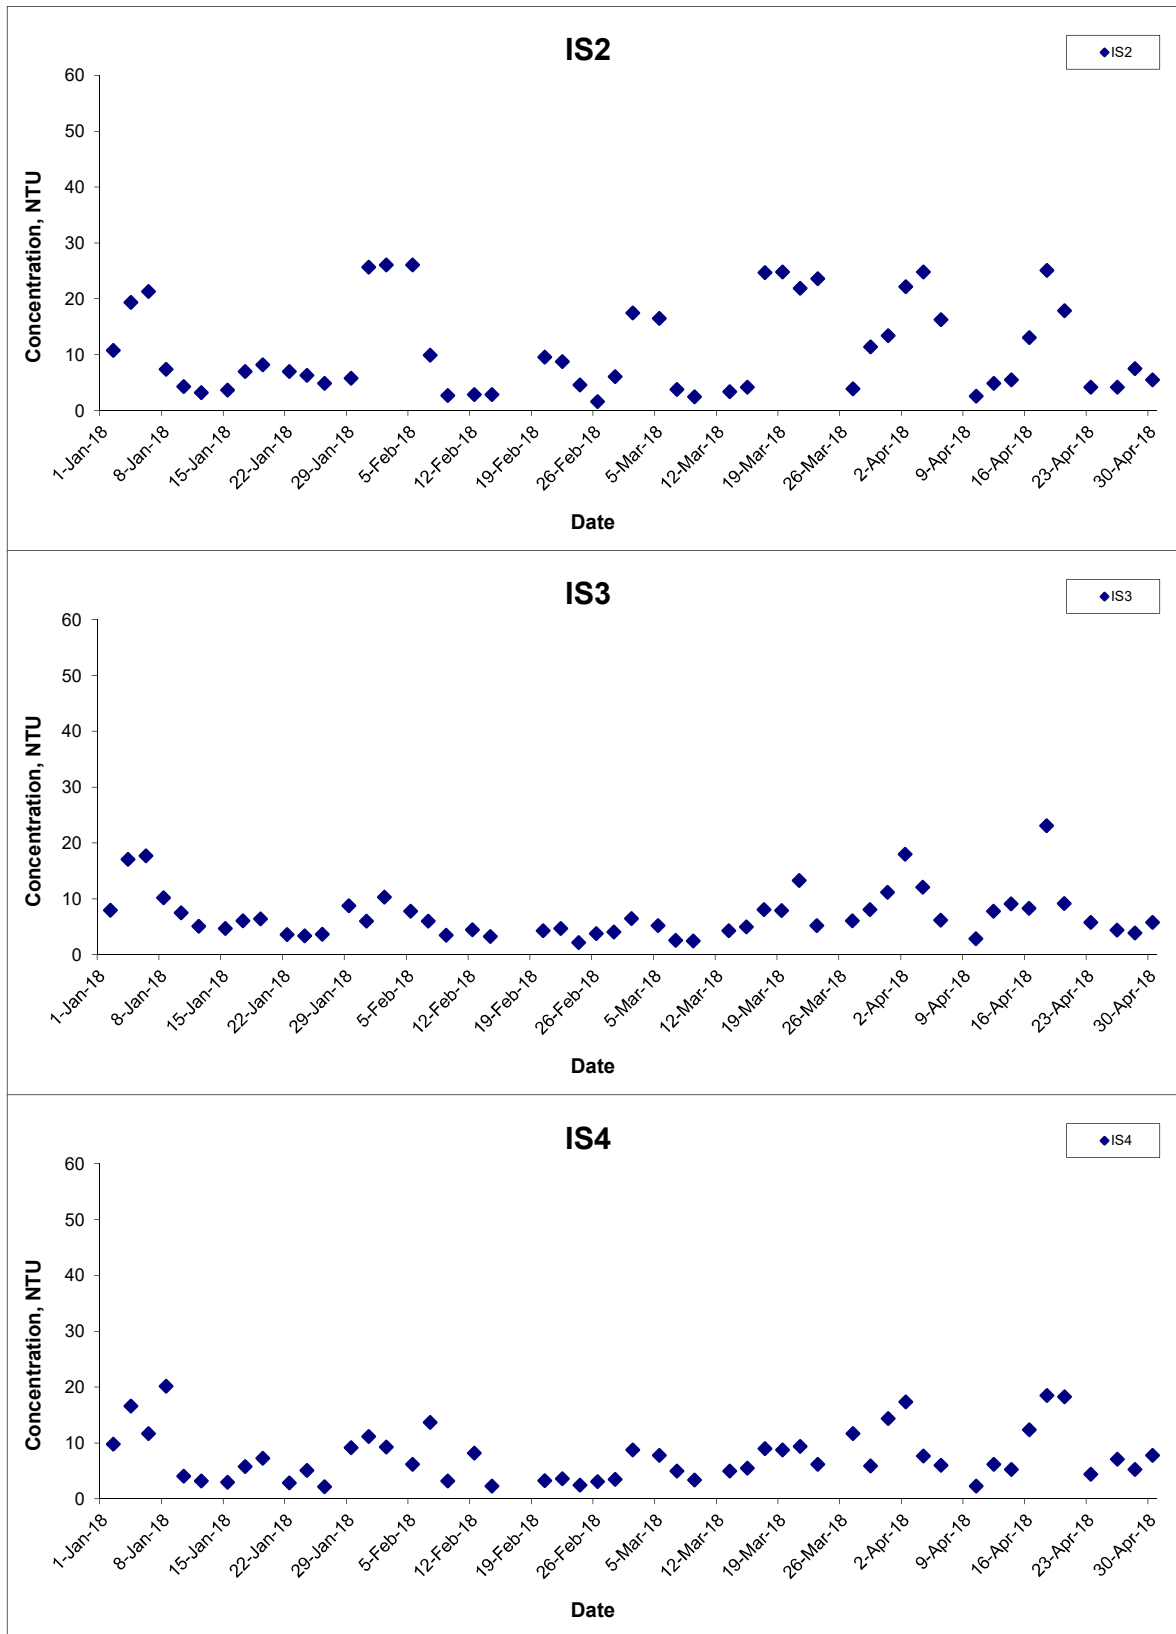 IS2
IS2
60
50
40
30
20
10
0
Concentration, NTU
1-Jan-18
8-Jan-18
15-Jan-18
22-Jan-18
29-Jan-18
5-Feb-18
12-Feb-18
19-Feb-18
26-Feb-18
5-Mar-18
12-Mar-18
19-Mar-18
26-Mar-18
2-Apr-18
9-Apr-18
16-Apr-18
23-Apr-18
30-Apr-18
Date
IS3
IS3
60
50
40
30
20
10
0
Concentration, NTU
1-Jan-18
8-Jan-18
15-Jan-18
22-Jan-18
29-Jan-18
5-Feb-18
12-Feb-18
19-Feb-18
26-Feb-18
5-Mar-18
12-Mar-18
19-Mar-18
26-Mar-18
2-Apr-18
9-Apr-18
16-Apr-18
23-Apr-18
30-Apr-18
Date
IS4
IS4
60
50
40
30
20
10
0
Concentration, NTU
1-Jan-18
8-Jan-18
15-Jan-18
22-Jan-18
29-Jan-18
5-Feb-18
12-Feb-18
19-Feb-18
26-Feb-18
5-Mar-18
12-Mar-18
19-Mar-18
26-Mar-18
2-Apr-18
9-Apr-18
16-Apr-18
23-Apr-18
30-Apr-18
Date